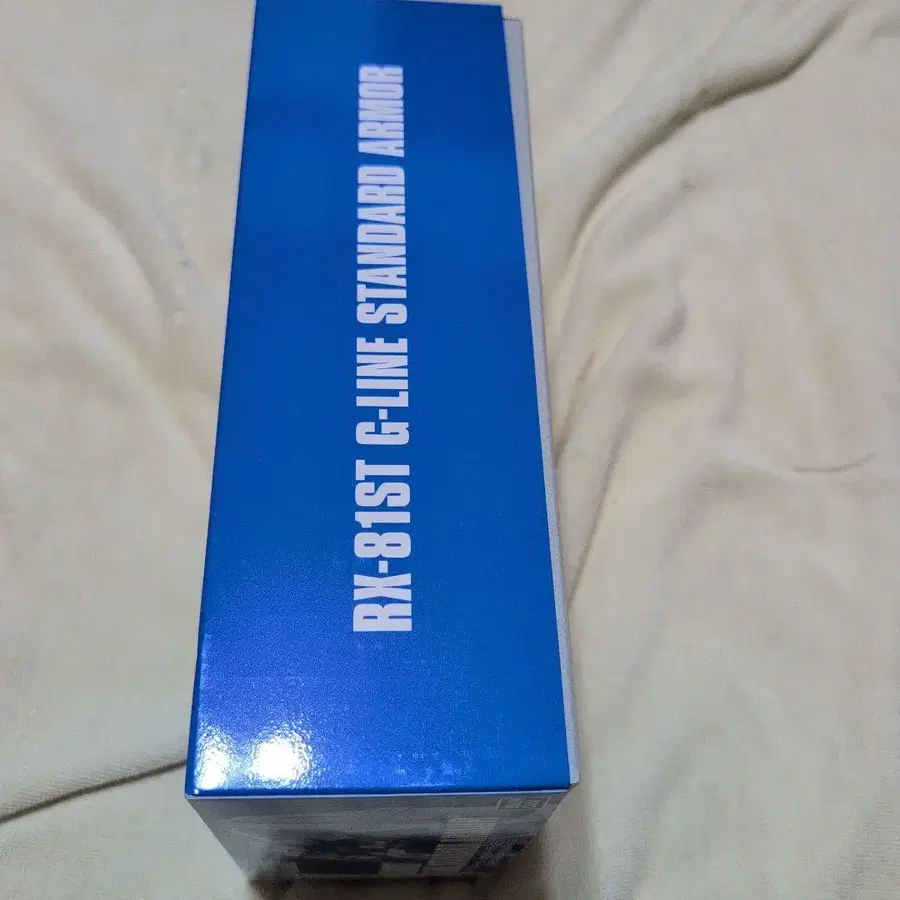 RX-81ST G-LINE STANDARD ARMOR